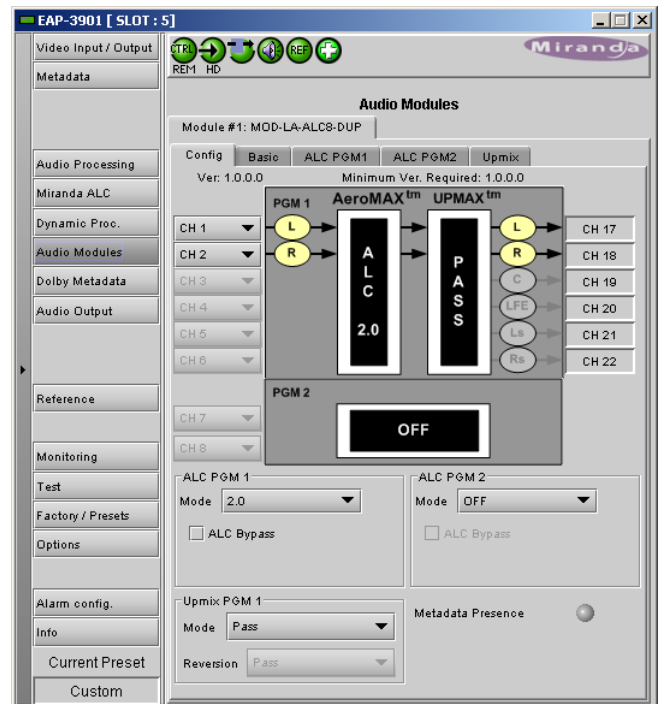 EAP-3901 [ SLOT : 5]
Video Input / Output
Metadata
Audio Processing
Miranda ALC
Dynamic Proc.
Audio Modules
Dolby Metadata
Audio Output
Reference
Monitoring
Test
Factory / Presets
Options
Alarm config.
Info
Current Preset
Custom
CTRL
REF
REM HD
Miranda
Audio Modules
Module #1: MOD-LA-ALC8-DUP
Config Basic ALC PGM1 ALC PGM2 Upmix
Ver: 1.0.0.0 Minimum Ver. Required: 1.0.0.0
PGM 1 AeroMAX tm UPMAX tm
CH 1 L L CH 17
CH 2 R R CH 18
CH 3 C CH 19
CH 4 LFE CH 20
CH 5 Ls CH 21
CH 6 Rs CH 22
ALC
2.0
PASS
PGM 2
CH 7
CH 8
OFF
ALC PGM 1
Mode 2.0
ALC Bypass
ALC PGM 2
Mode OFF
ALC Bypass
Upmix PGM 1
Mode Pass
Reversion Pass
Metadata Presence